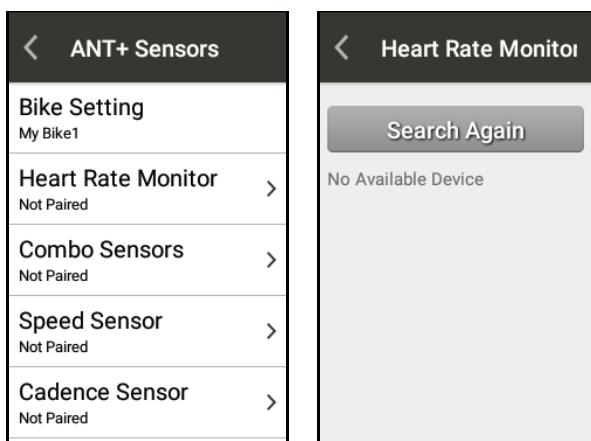 ANT+ Sensors
Bike Setting
My Bike1
Heart Rate Monitor
Not Paired
Combo Sensors
Not Paired
Speed Sensor
Not Paired
Cadence Sensor
Not Paired
Heart Rate Monitor
Search Again
No Available Device